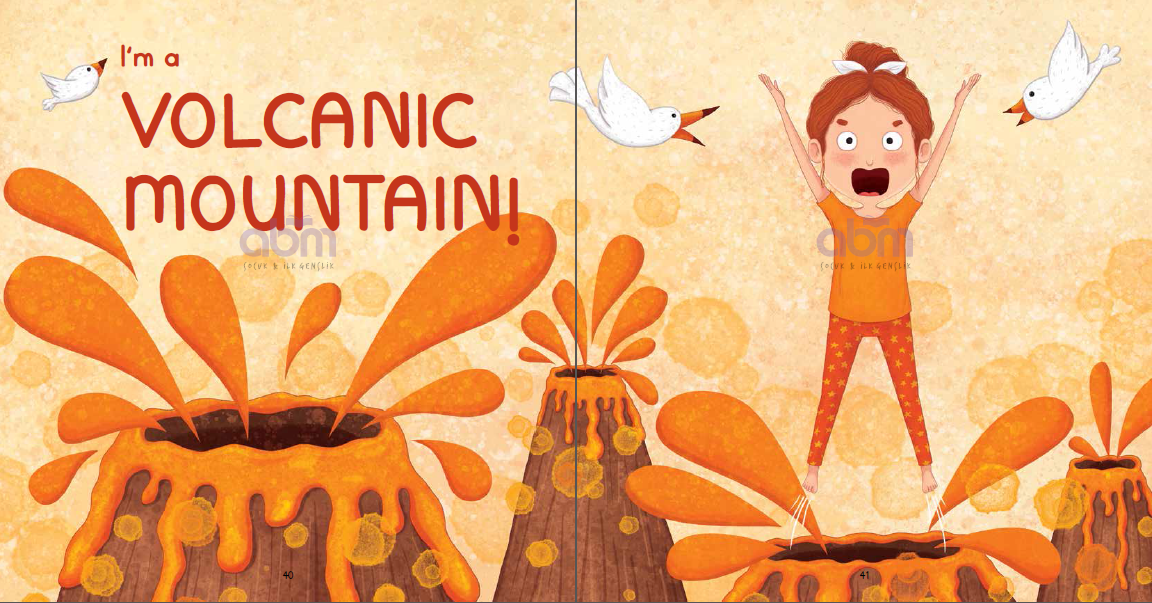 I'm a
VOLCANIC
MOUNTAIN!
abm
ÇOCUK & İLK GENÇLİK
40
abm
ÇOCUK & İLK GENÇLİK
41